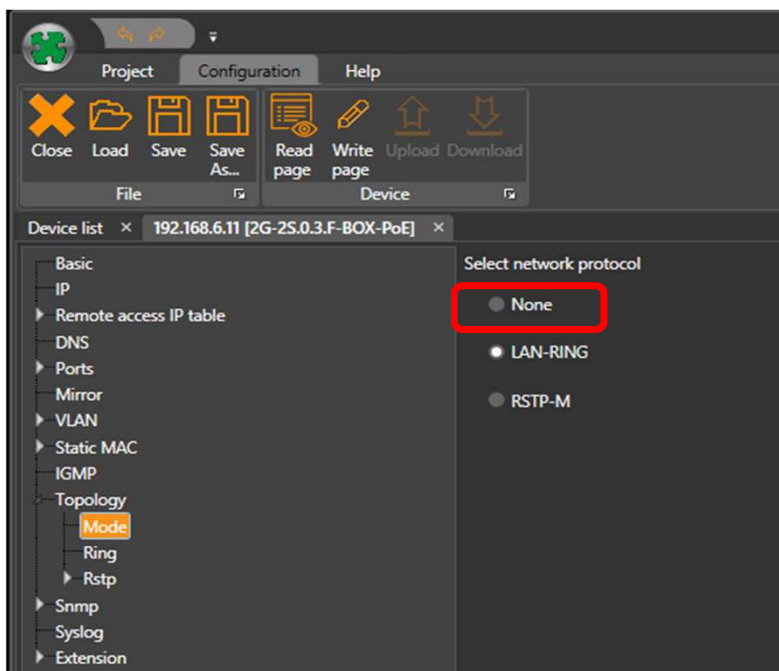 Project Configuration Help
Close Load Save Save As... Read page Write page Upload Download
File Device
Device list × 192.168.6.11 [2G-2S.0.3.F-BOX-PoE] ×
Basic
IP
Remote access IP table
DNS
Ports
Mirror
VLAN
Static MAC
IGMP
Topology
Mode
Ring
Rstp
Snmp
Syslog
Extension
Select network protocol
None
LAN-RING
RSTP-M